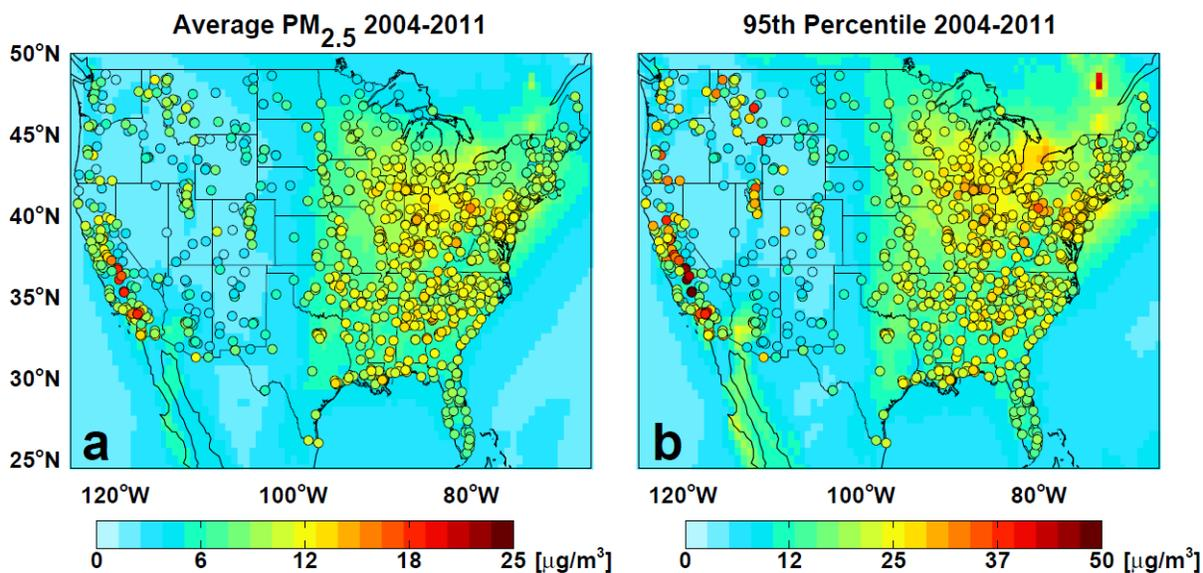 Average PM2.5 2004-2011
95th Percentile 2004-2011
50°N
45°N
40°N
35°N
30°N
25°N
a
b
120°W 100°W 80°W
120°W 100°W 80°W
0 6 12 18 25 [µg/m³]
0 12 25 37 50 [µg/m³]